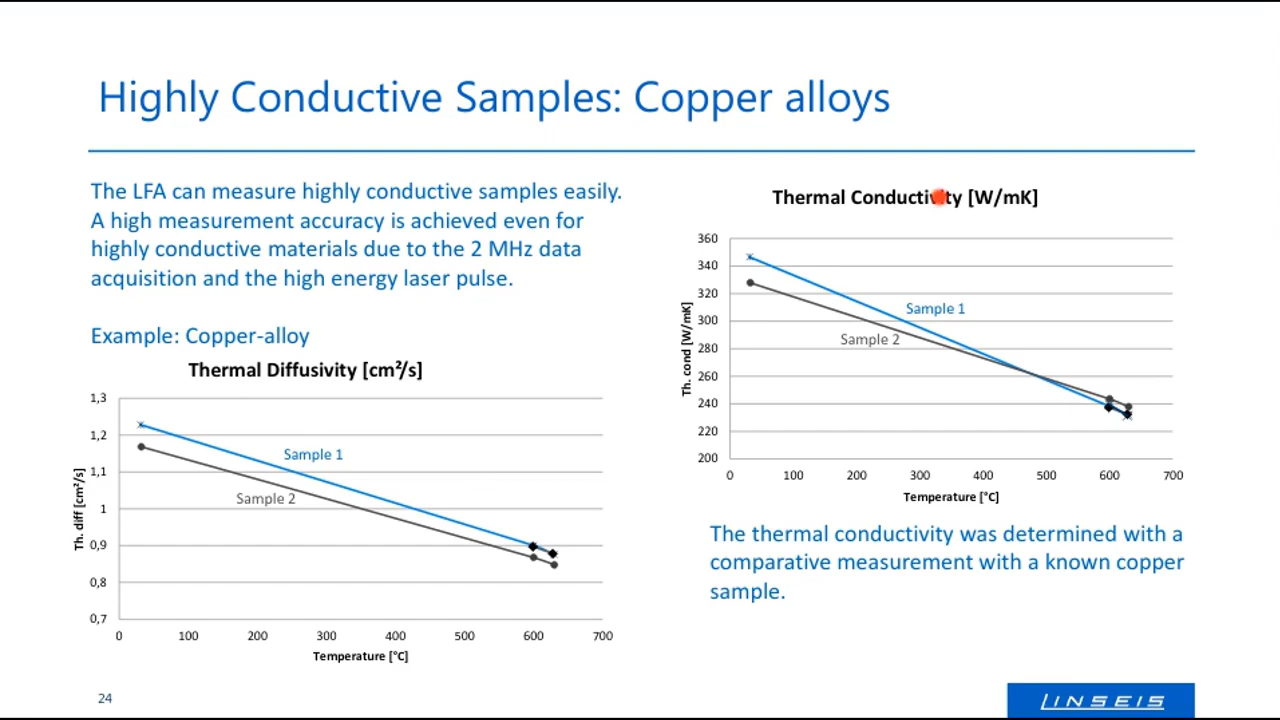 Highly Conductive Samples: Copper alloys
The LFA can measure highly conductive samples easily.
A high measurement accuracy is achieved even for
highly conductive materials due to the 2 MHz data
acquisition and the high energy laser pulse.
Example: Copper-alloy
Thermal Diffusivity [cm²/s]
1,3
1,2
1,1
1
0,9
0,8
0,7
Th. diff [cm²/s]
Sample 1
Sample 2
0 100 200 300 400 500 600 700
Temperature [°C]
Thermal Conductivity [W/mK]
360
340
320
300
280
260
240
220
200
Th. cond [W/mK]
Sample 1
Sample 2
0 100 200 300 400 500 600 700
Temperature [°C]
The thermal conductivity was determined with a
comparative measurement with a known copper
sample.
24
LINSEIS